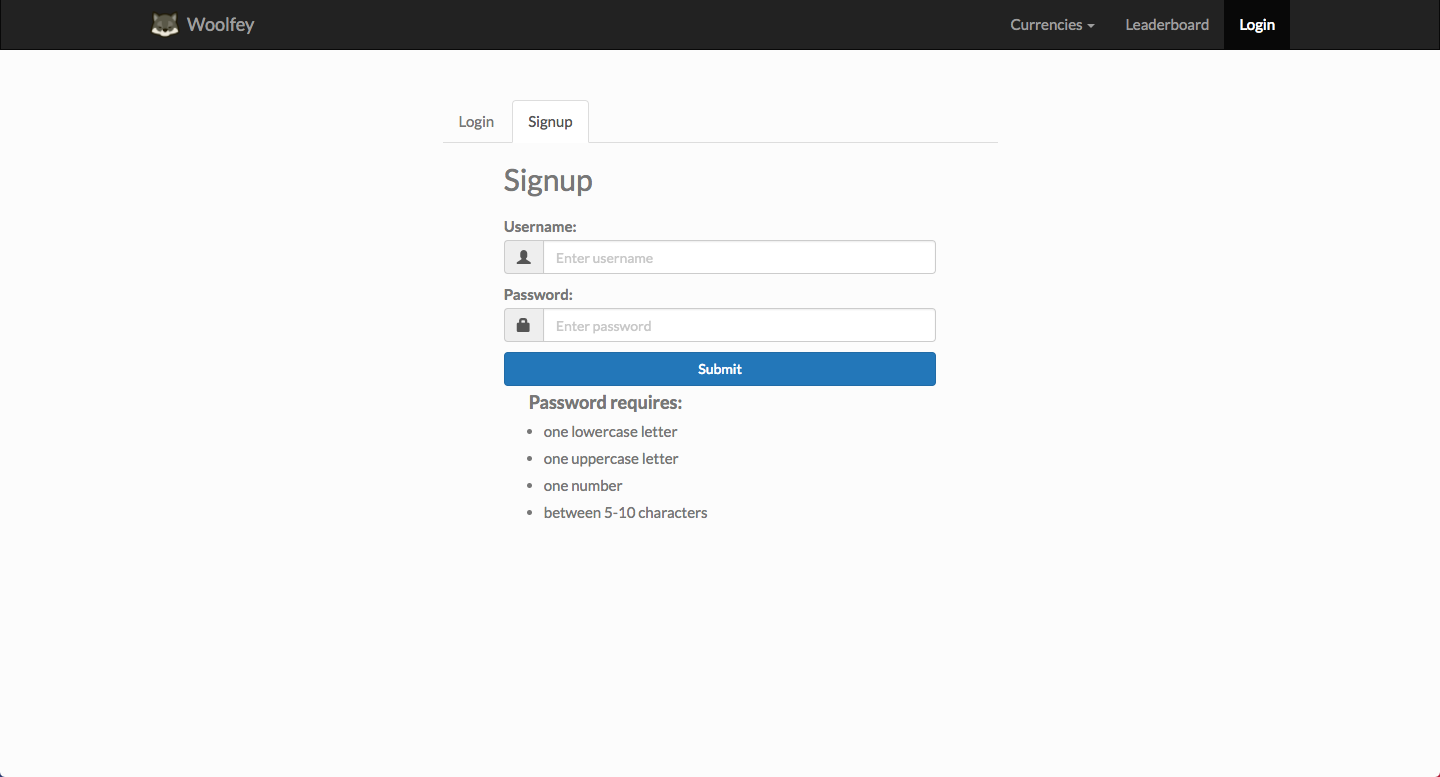 Woolfey Currencies Leaderboard Login
Login Signup
Signup
Username:
Enter username
Password:
Enter password
Submit
Password requires:
one lowercase letter
one uppercase letter
one number
between 5-10 characters